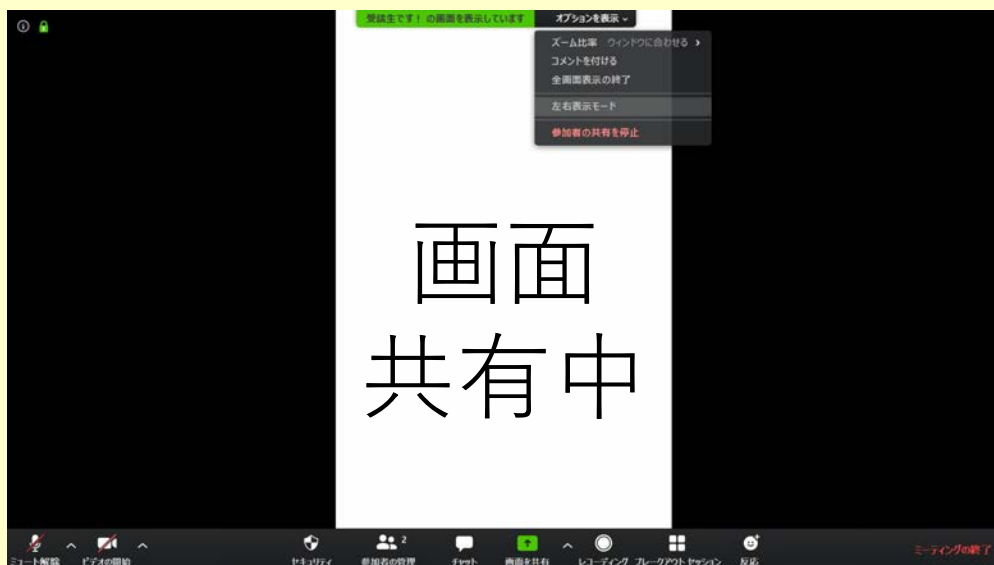 受講生です！ の画面を表示しています オプションを表示
ズーム比率 ウィンドウに合わせる
コメントを付ける
全画面表示の終了
左右表示モード
参加者の共有を停止
画面
共有中
2
ミュート解除 ビデオの開始 セキュリティ 参加者の管理 チャット 画面を共有 レコーディング ブレークアウト セッション 反応 ミーティングの終了